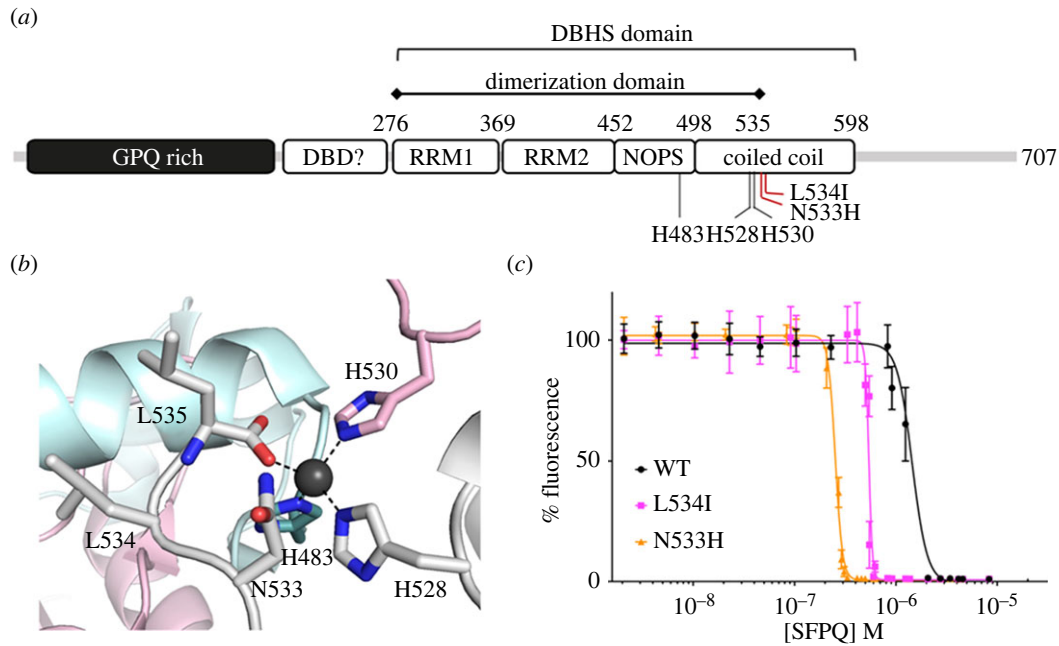 (a)
DBHS domain
dimerization domain
276 369 452 498 535 598
GPQ rich DBD? RRM1 RRM2 NOPS coiled coil 707
L534I
N533H
H483 H528 H530
(b)
H530
L535
L534
H483
N533
H528
(c)
100
50
0
% fluorescence
WT
L534I
N533H
10⁻⁸ 10⁻⁷ 10⁻⁶ 10⁻⁵
[SFPQ] M